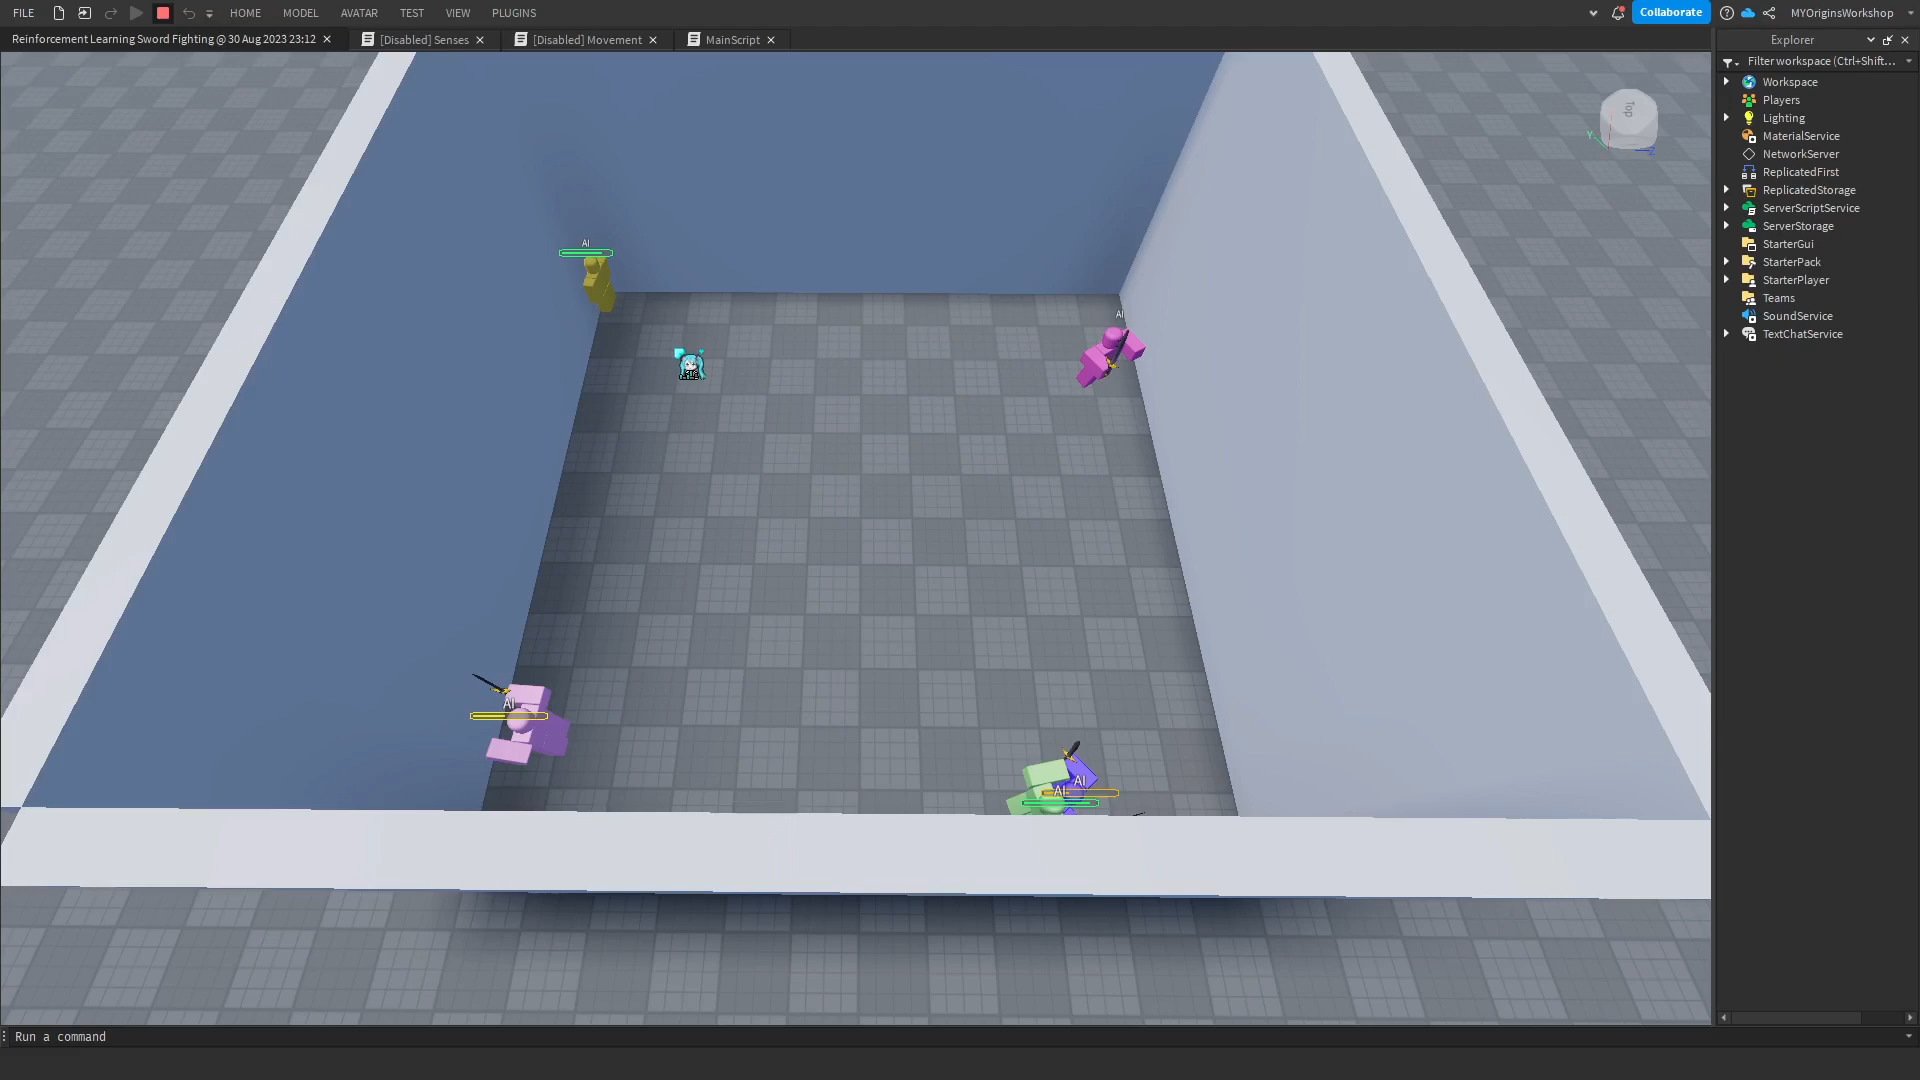 FILE HOME MODEL AVATAR TEST VIEW PLUGINS Collaborate MYOriginsWorkshop
Reinforcement Learning Sword Fighting @ 30 Aug 2023 23:12 [Disabled] Senses [Disabled] Movement MainScript
Explorer
Filter workspace (Ctrl+Shift...
Workspace
Players
Lighting
MaterialService
NetworkServer
ReplicatedFirst
ReplicatedStorage
ServerScriptService
ServerStorage
StarterGui
StarterPack
StarterPlayer
Teams
SoundService
TextChatService
Top
Y
Z
AI
AI
AI
AI
AI
Run a command